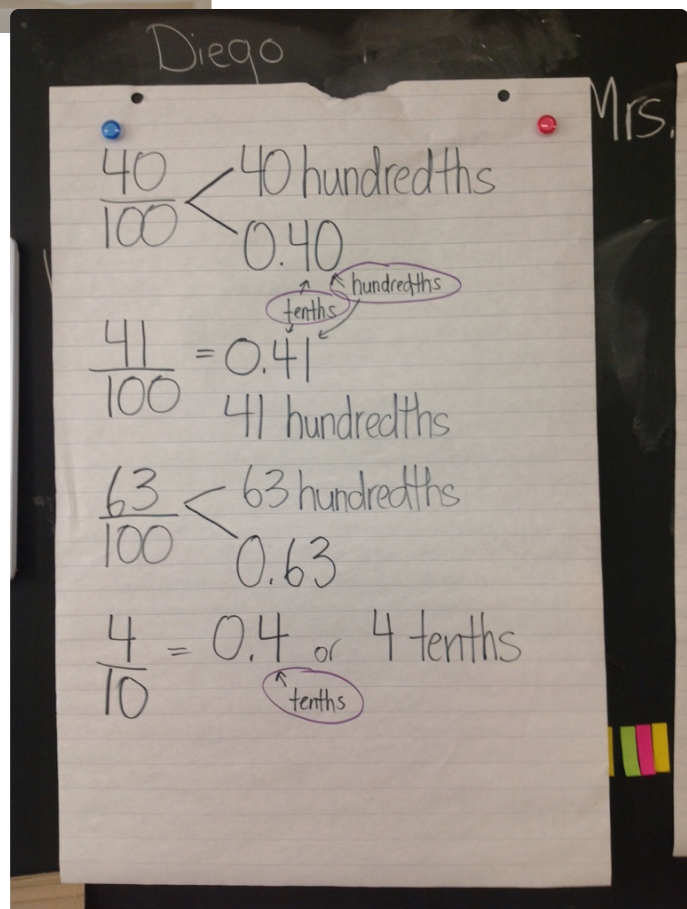 Diego
Mrs.
40/100 < 40 hundredths
0.40
hundredths
tenths
41/100 = 0.41
41 hundredths
63/100 < 63 hundredths
0.63
4/10 = 0.4 or 4 tenths
tenths